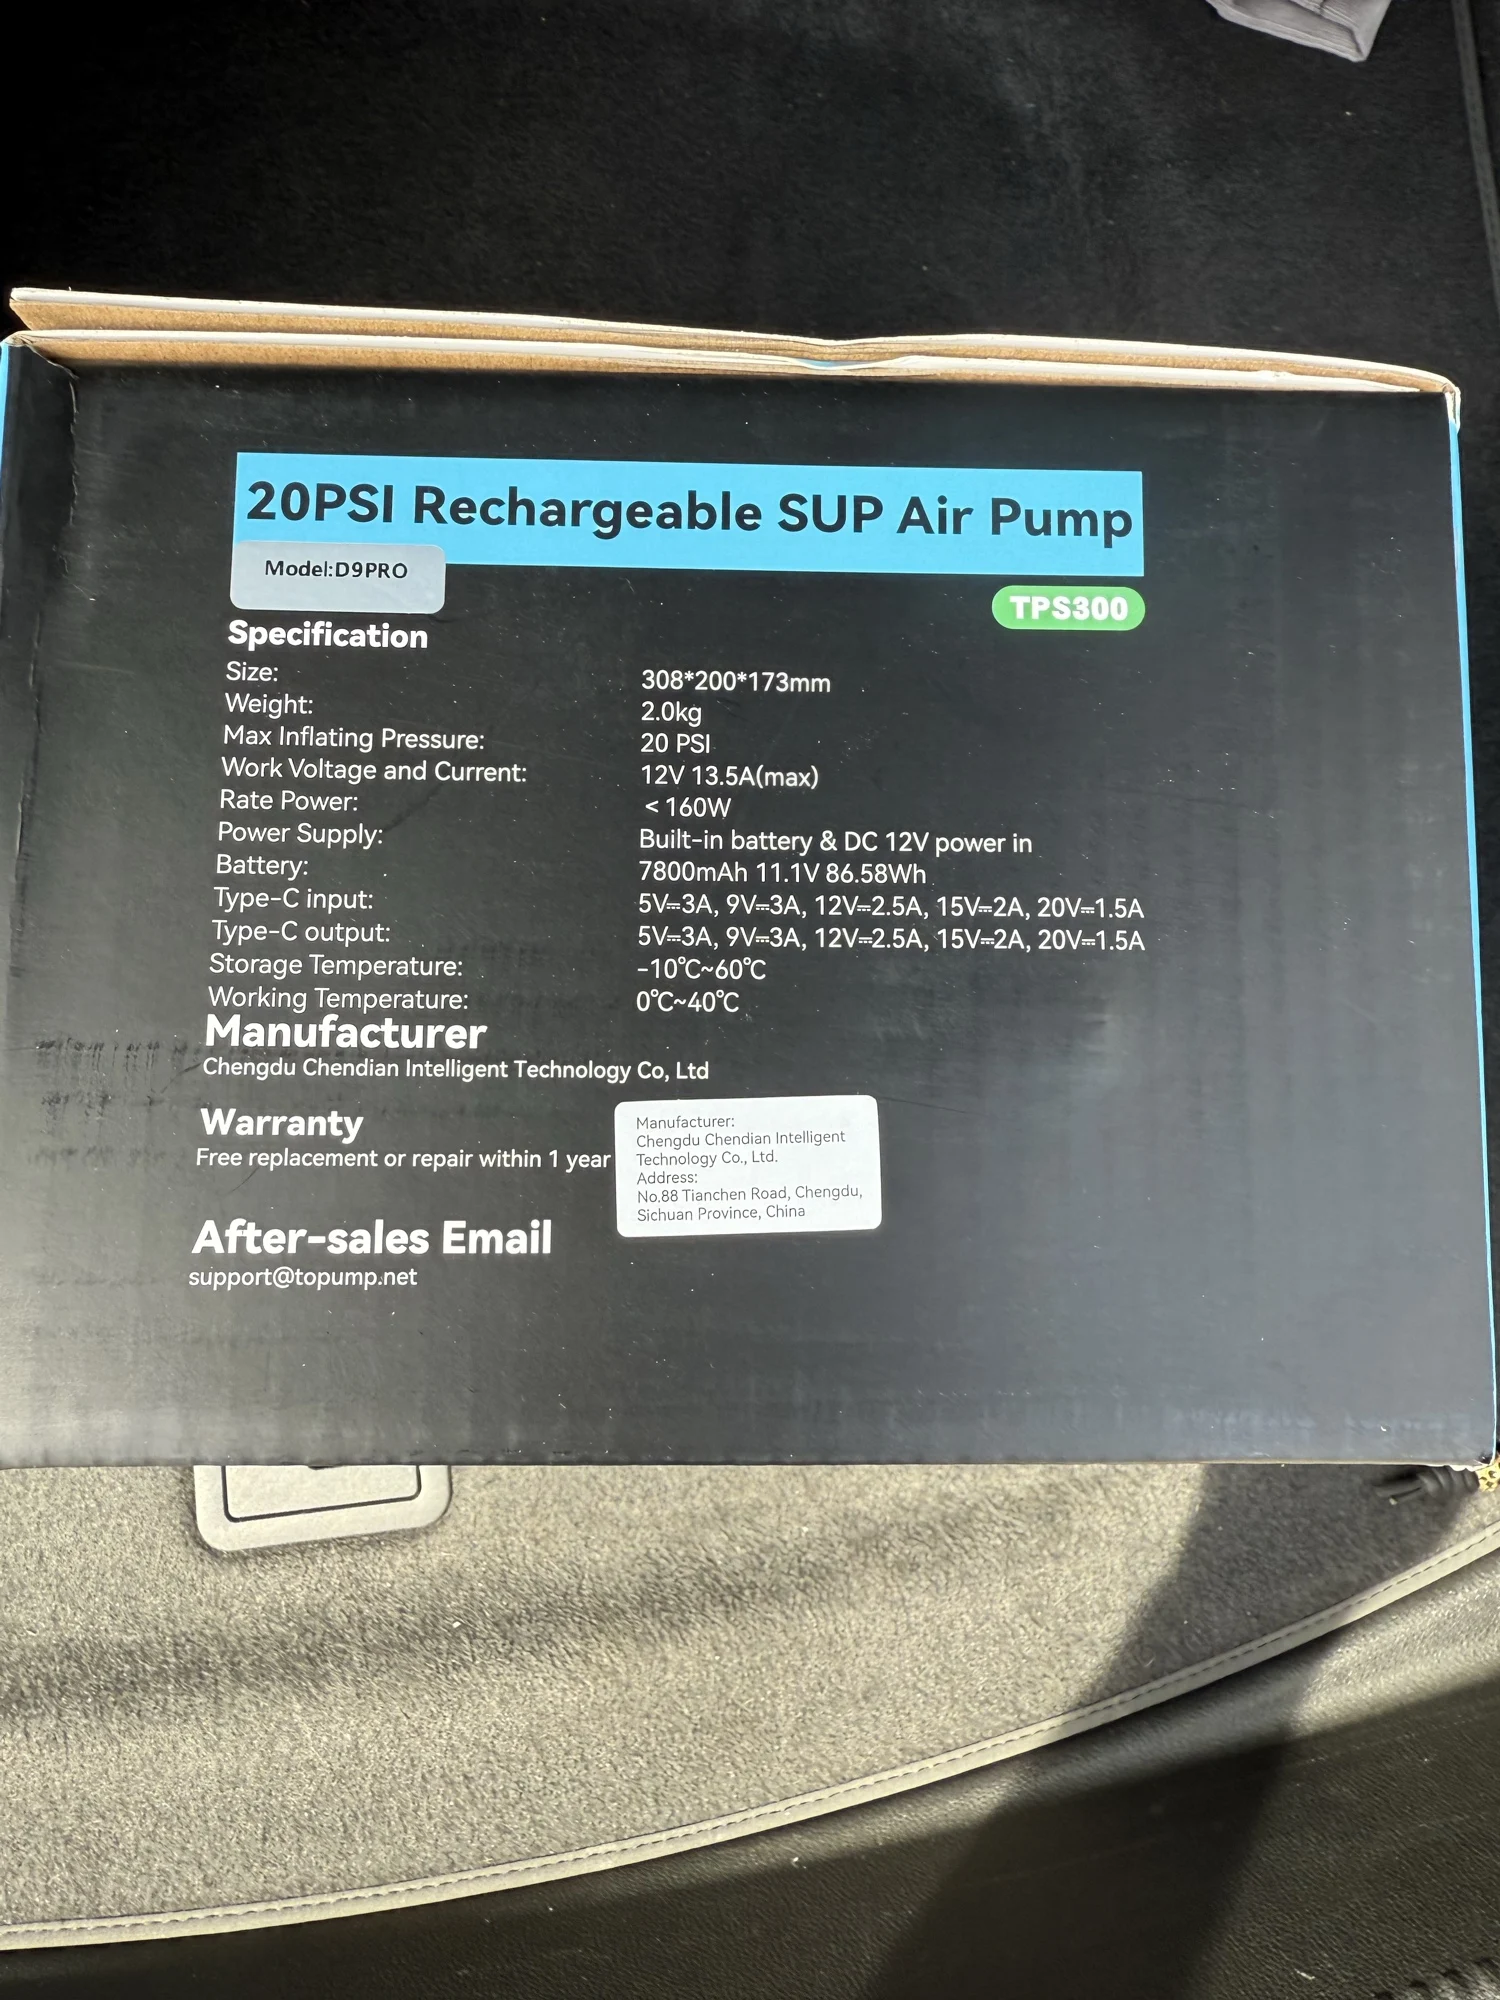 20PSI Rechargeable SUP Air Pump
Model:D9PRO
TPS300
Specification
Size: 308*200*173mm
Weight: 2.0kg
Max Inflating Pressure: 20 PSI
Work Voltage and Current: 12V 13.5A(max)
Rate Power: < 160W
Power Supply: Built-in battery & DC 12V power in
Battery: 7800mAh 11.1V 86.58Wh
Type-C input: 5V⎓3A, 9V⎓3A, 12V⎓2.5A, 15V⎓2A, 20V⎓1.5A
Type-C output: 5V⎓3A, 9V⎓3A, 12V⎓2.5A, 15V⎓2A, 20V⎓1.5A
Storage Temperature: -10℃~60℃
Working Temperature: 0℃~40℃
Manufacturer
Chengdu Chendian Intelligent Technology Co, Ltd
Warranty
Free replacement or repair within 1 year
Manufacturer:
Chengdu Chendian Intelligent
Technology Co., Ltd.
Address:
No.88 Tianchen Road, Chengdu,
Sichuan Province, China
After-sales Email
support@topump.net